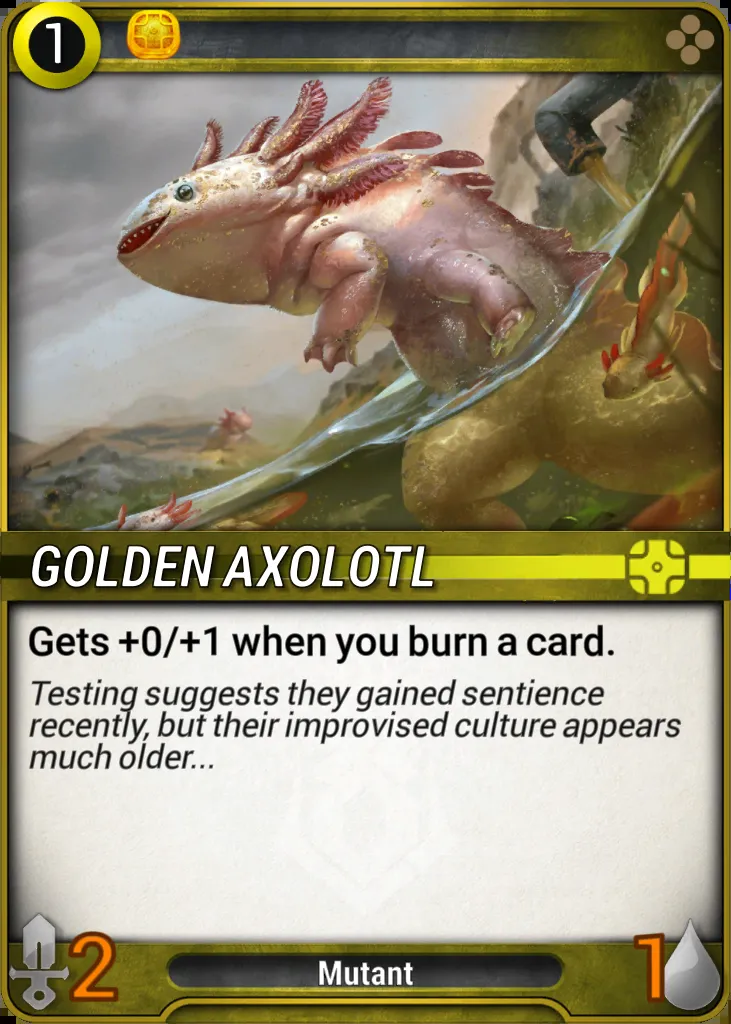 1
GOLDEN AXOLOTL
Gets +0/+1 when you burn a card.
Testing suggests they gained sentience
recently, but their improvised culture appears
much older...
2
Mutant
1